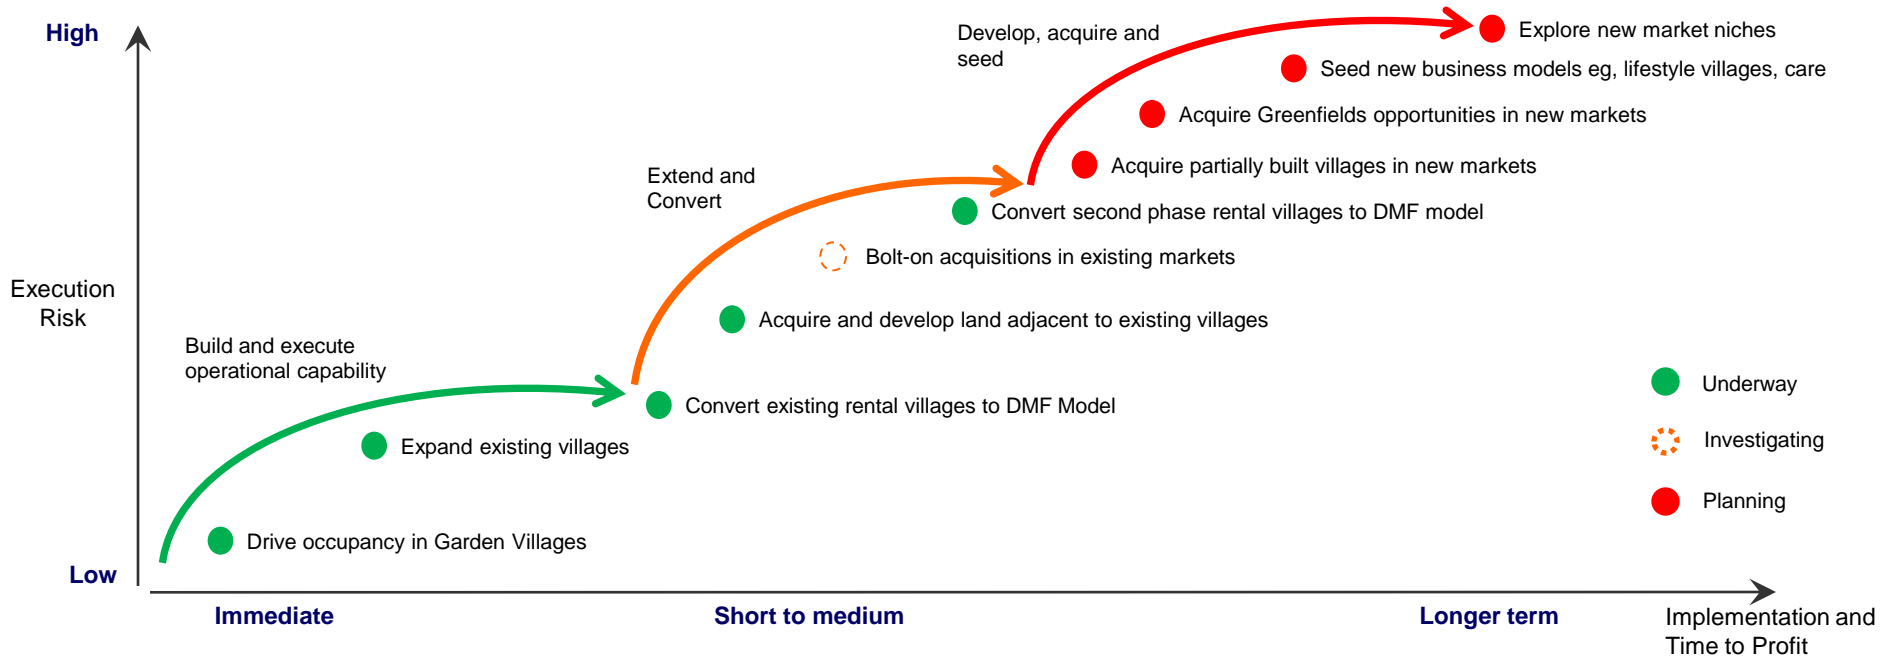 High
Develop, acquire and
seed
Explore new market niches
Seed new business models eg, lifestyle villages, care
Acquire Greenfields opportunities in new markets
Extend and
Convert
Acquire partially built villages in new markets
Convert second phase rental villages to DMF model
Bolt-on acquisitions in existing markets
Execution
Risk
Acquire and develop land adjacent to existing villages
Build and execute
operational capability
Convert existing rental villages to DMF Model
Expand existing villages
Drive occupancy in Garden Villages
Underway
Investigating
Planning
Low
Immediate
Short to medium
Longer term
Implementation and
Time to Profit